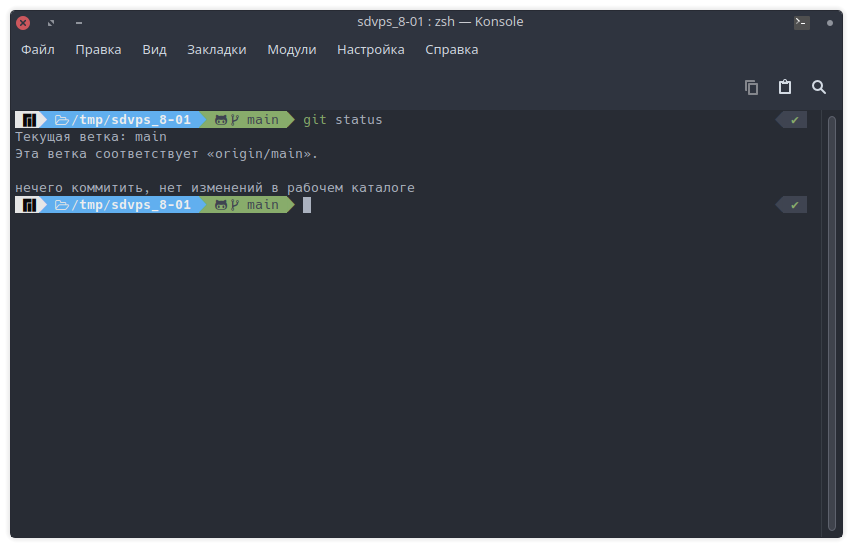 sdvps_8-01 : zsh — Konsole
Файл Правка Вид Закладки Модули Настройка Справка
/tmp/sdvps_8-01 main git status ✔
Текущая ветка: main
Эта ветка соответствует «origin/main».
нечего коммитить, нет изменений в рабочем каталоге
/tmp/sdvps_8-01 main ✔